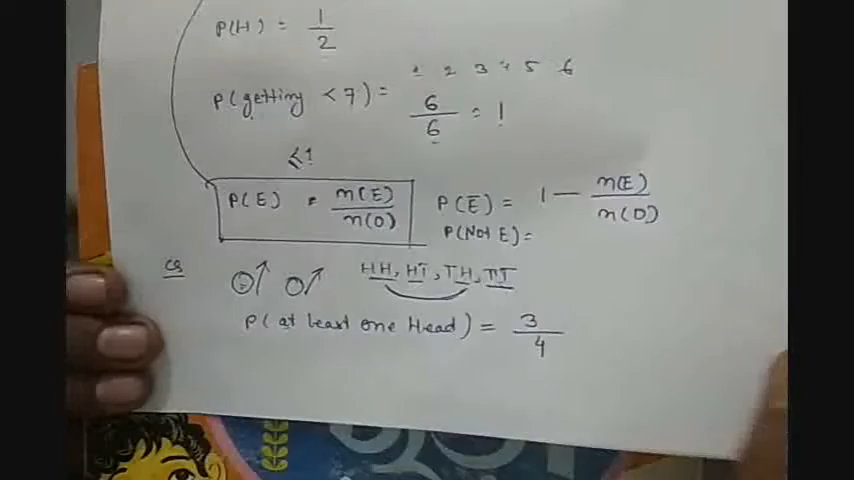 P(H) = 1/2
1 2 3 4 5 6
P(getting < 7) = 6/6 = 1
P(E) = n(E)/n(O)
P(E̅) = 1 — n(E)/n(O)
P(Not E) =
HH, HT, TH, TT
P(at least one Head) = 3/4